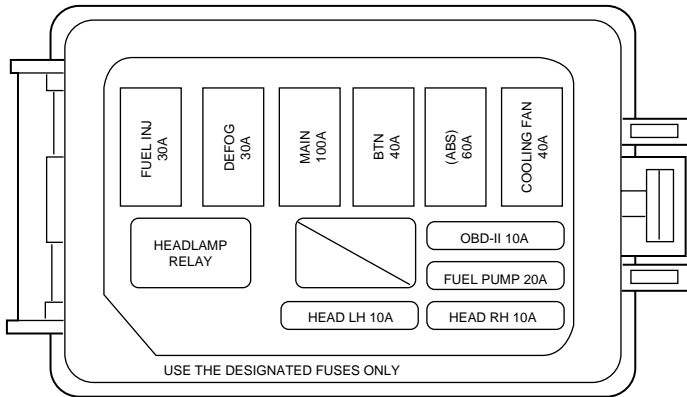 FUEL INJ
30A
DEFOG
30A
MAIN
100A
BTN
40A
(ABS)
60A
COOLING FAN
40A
HEADLAMP
RELAY
OBD-II 10A
FUEL PUMP 20A
HEAD LH 10A
HEAD RH 10A
USE THE DESIGNATED FUSES ONLY